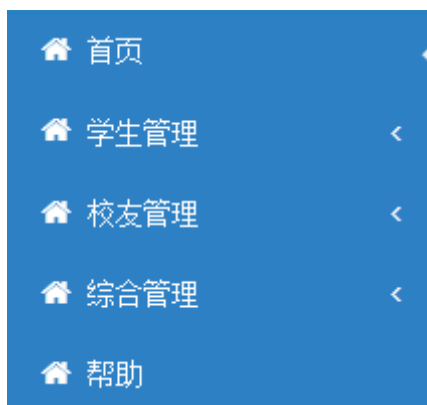 首页
学生管理
校友管理
综合管理
帮助